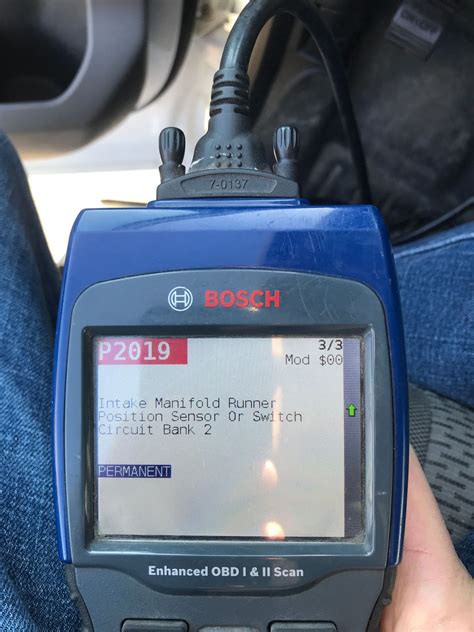 7-0137
BOSCH
P2019
3/3
Mod $00
Intake Manifold Runner
Position Sensor Or Switch
Circuit Bank 2
PERMANENT
Enhanced OBD I & II Scan